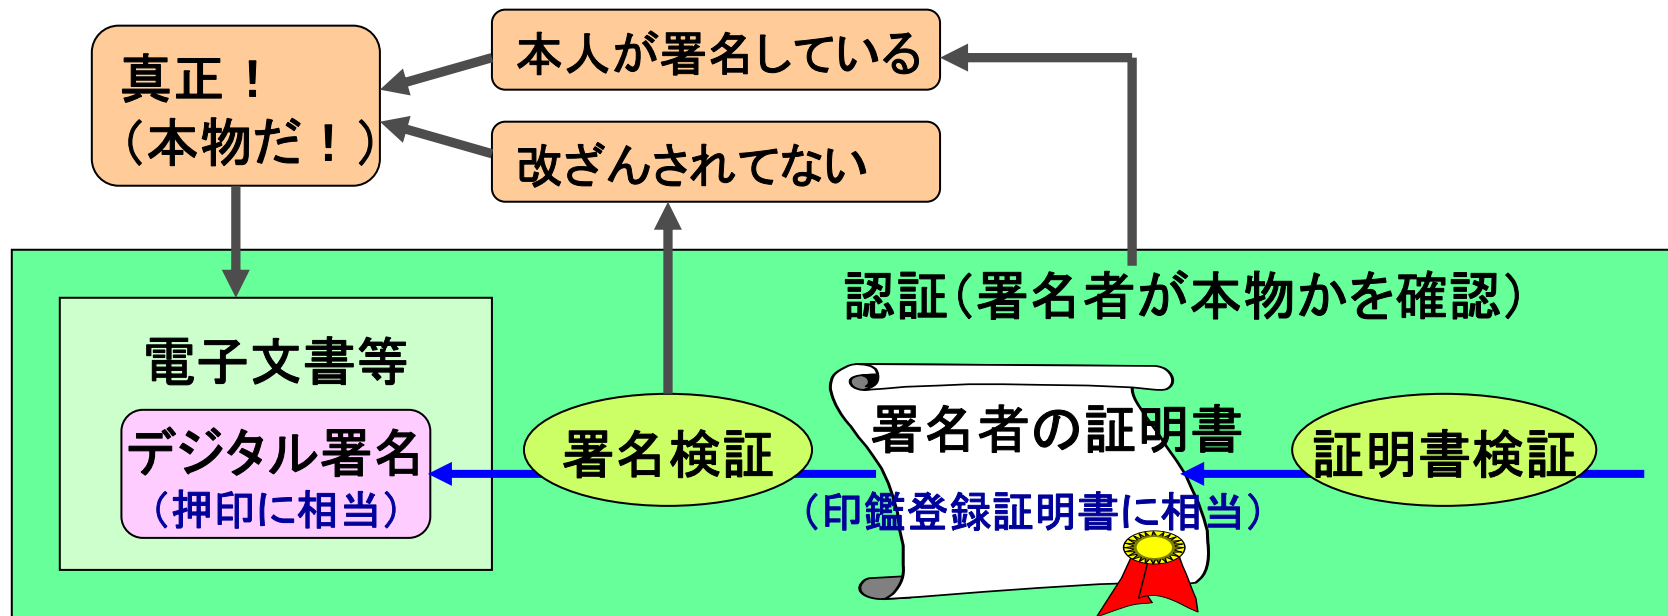 真正！
（本物だ！）
本人が署名している
改ざんされてない
認証（署名者が本物かを確認）
電子文書等
デジタル署名
（押印に相当）
署名検証
署名者の証明書
（印鑑登録証明書に相当）
証明書検証